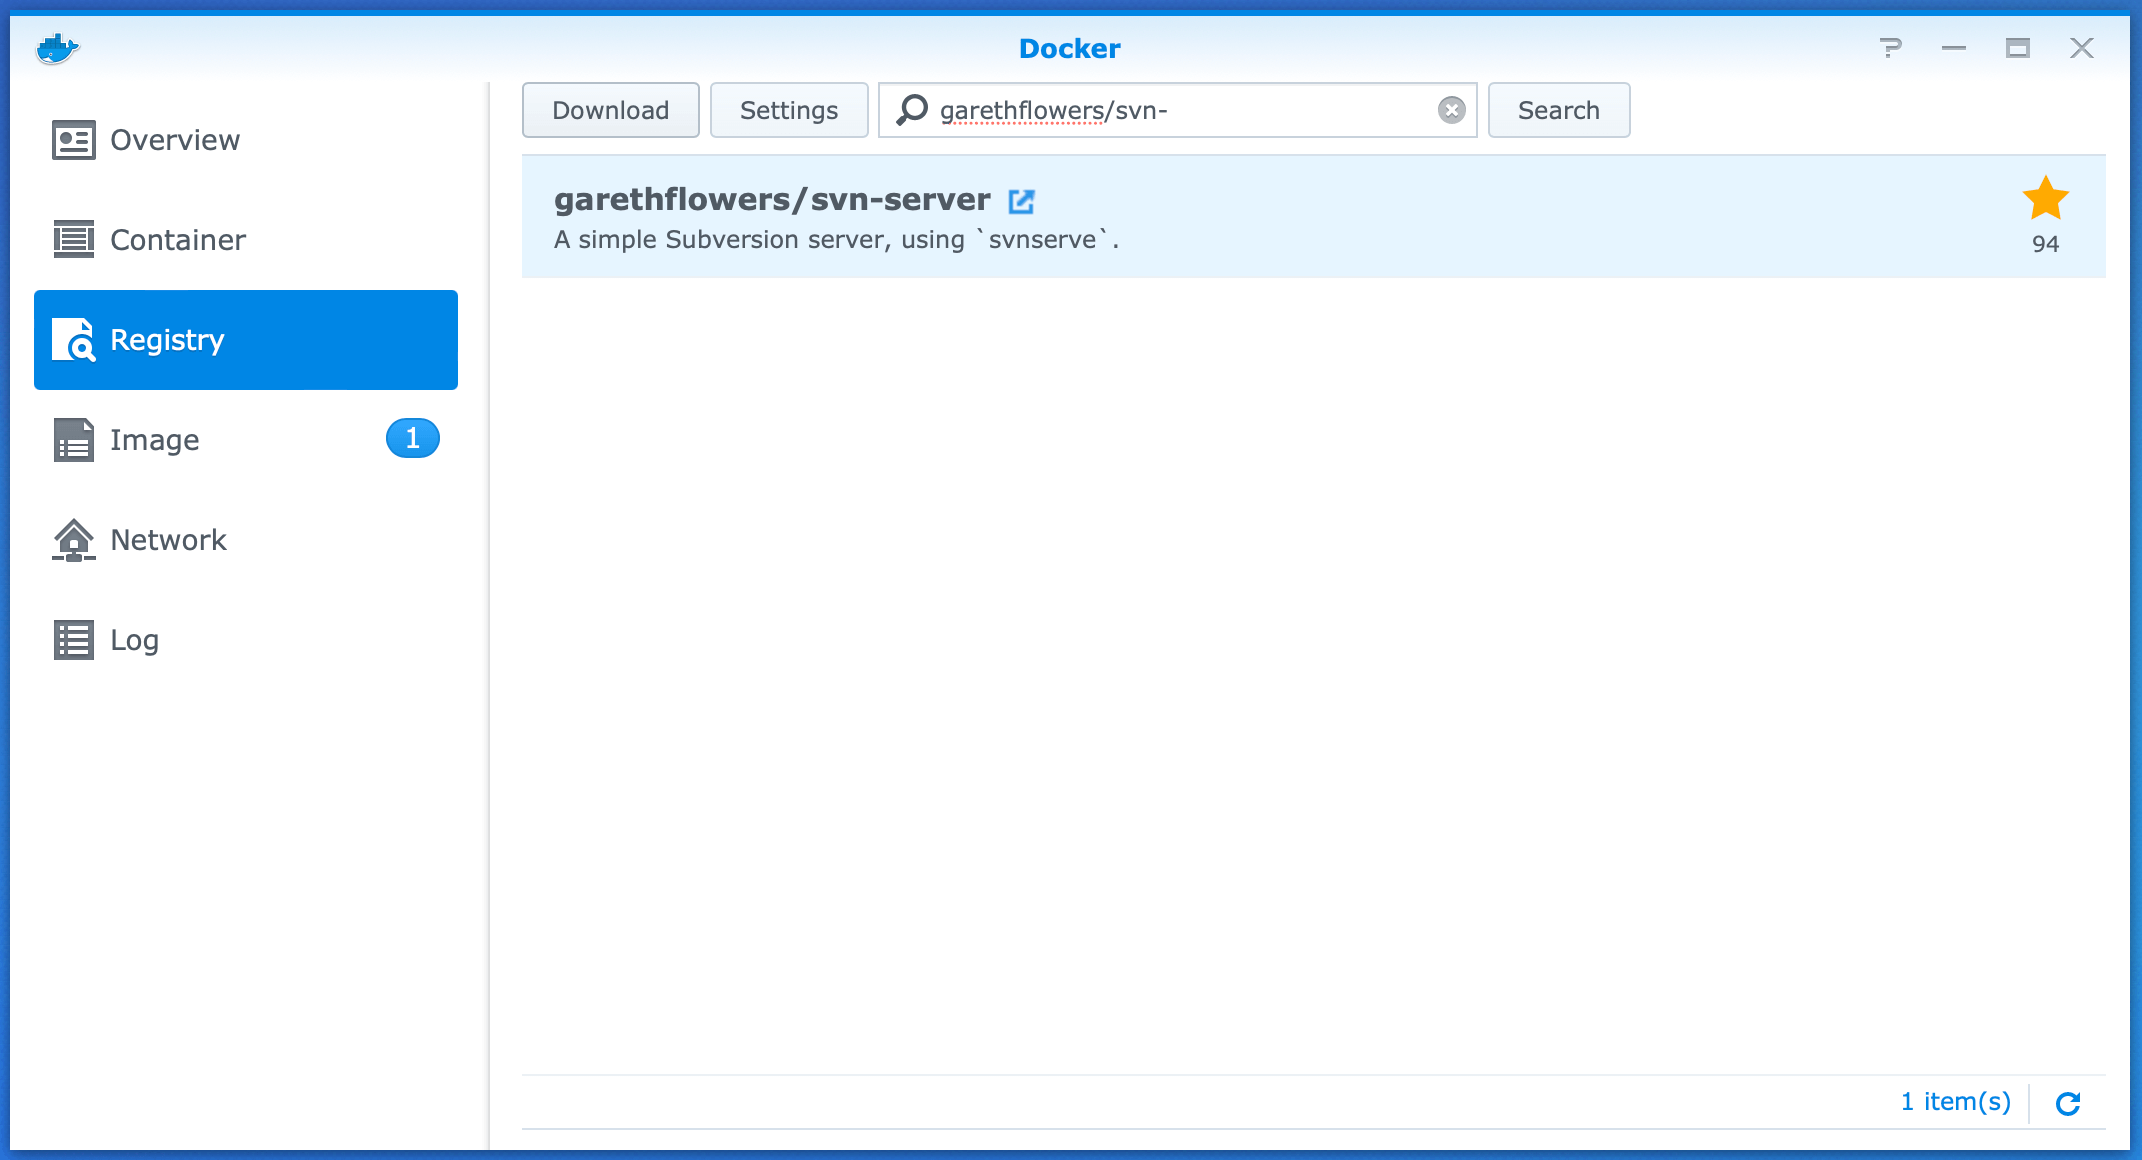 Docker
Overview
Container
Registry
Image
1
Network
Log
Download
Settings
garethflowers/svn-
Search
garethflowers/svn-server
A simple Subversion server, using `svnserve`.
94
1 item(s)